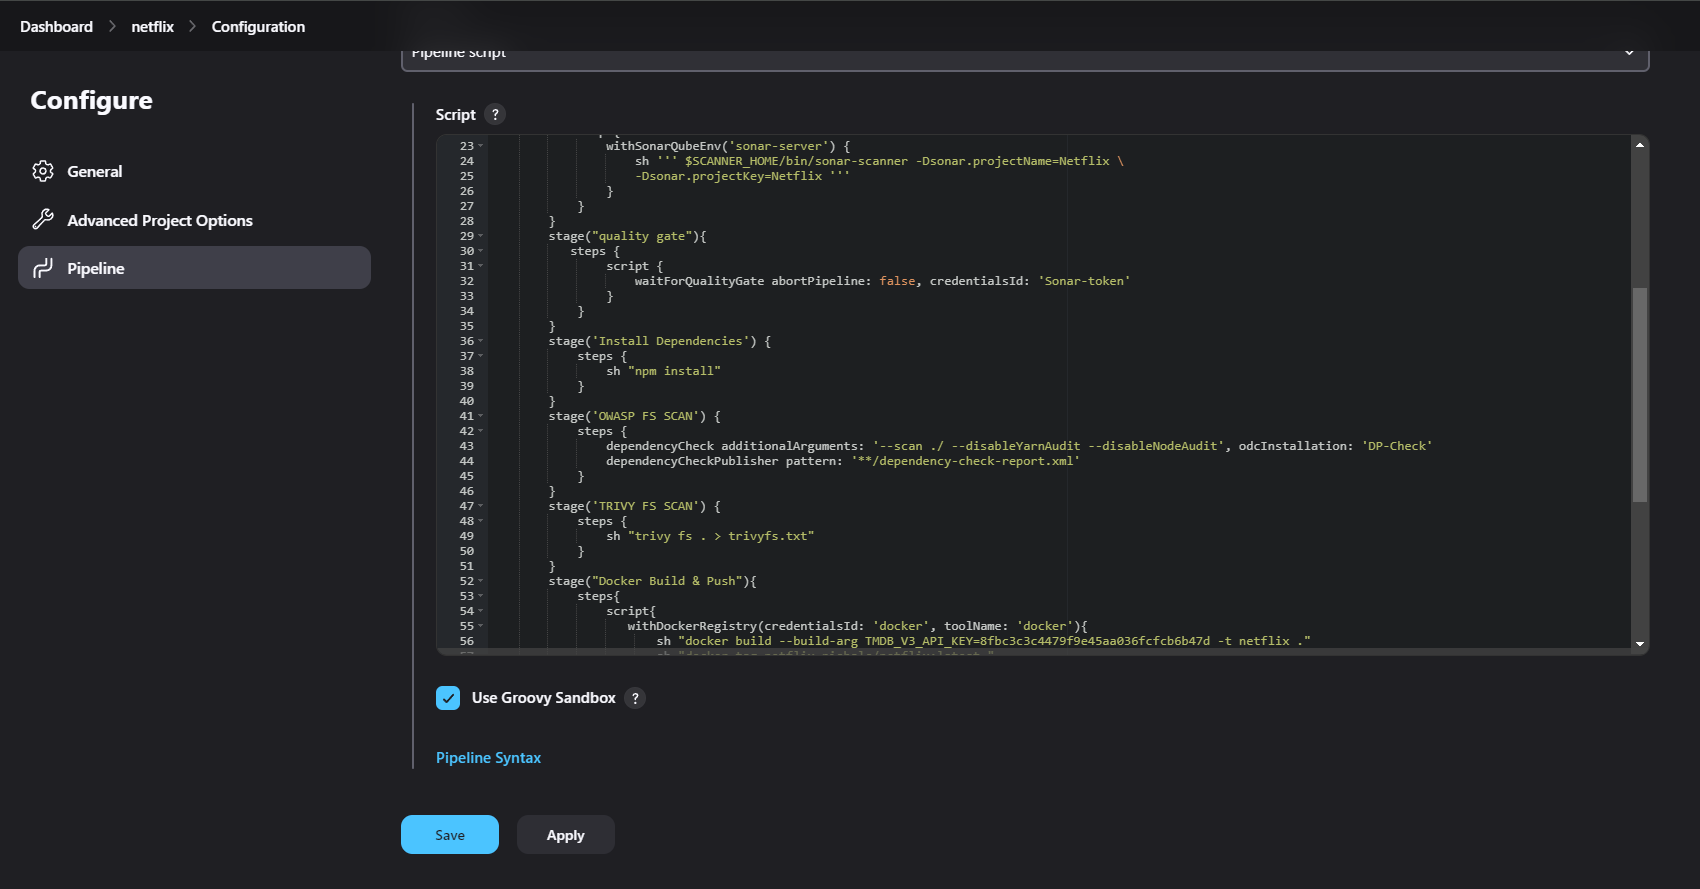 Dashboard > netflix > Configuration
Pipeline script
Configure
General
Advanced Project Options
Pipeline
Script ?
23 withSonarQubeEnv('sonar-server') {
24 sh ''' $SCANNER_HOME/bin/sonar-scanner -Dsonar.projectName=Netflix \
25 -Dsonar.projectKey=Netflix '''
26 }
27 }
28 }
29 stage("quality gate"){
30 steps {
31 script {
32 waitForQualityGate abortPipeline: false, credentialsId: 'Sonar-token'
33 }
34 }
35 }
36 stage('Install Dependencies') {
37 steps {
38 sh "npm install"
39 }
40 }
41 stage('OWASP FS SCAN') {
42 steps {
43 dependencyCheck additionalArguments: '--scan ./ --disableYarnAudit --disableNodeAudit', odcInstallation: 'DP-Check'
44 dependencyCheckPublisher pattern: '**/dependency-check-report.xml'
45 }
46 }
47 stage('TRIVY FS SCAN') {
48 steps {
49 sh "trivy fs . > trivyfs.txt"
50 }
51 }
52 stage("Docker Build & Push"){
53 steps{
54 script{
55 withDockerRegistry(credentialsId: 'docker', toolName: 'docker'){
56 sh "docker build --build-arg TMDB_V3_API_KEY=8fbc3c3c4479f9e45aa036fcfcb6b47d -t netflix ."
Use Groovy Sandbox ?
Pipeline Syntax
Save
Apply